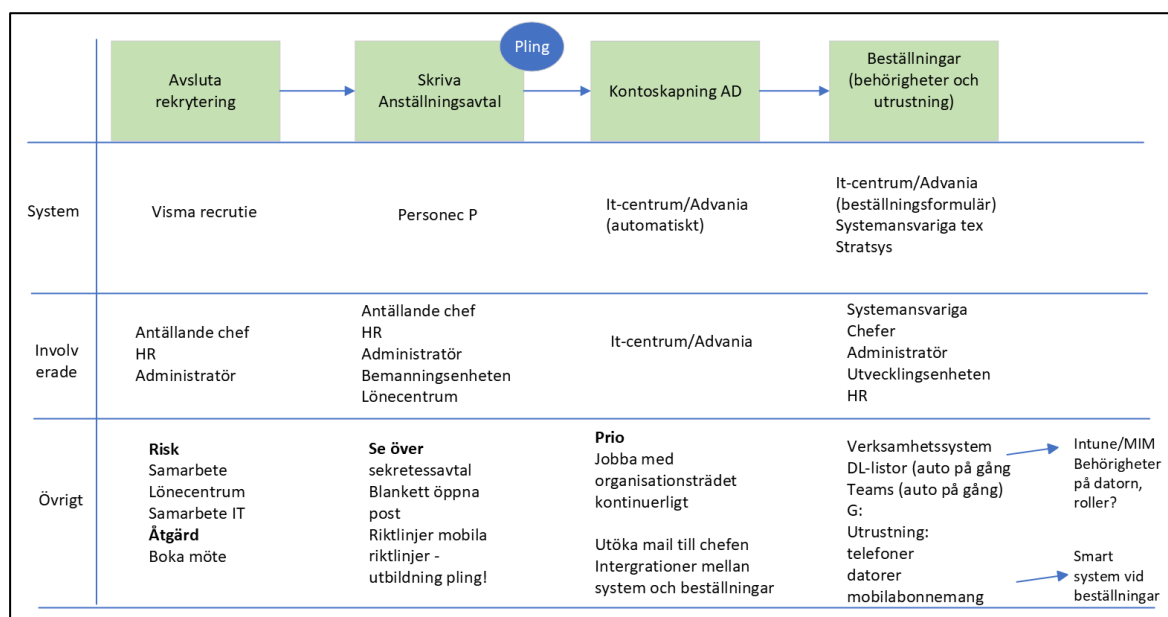 Pling
Avsluta
rekrytering
Skriva
Anställningsavtal
Kontoskapning AD
Beställningar
(behörigheter och
utrustning)
System
Visma recrutie
Personec P
It-centrum/Advania
(automatiskt)
It-centrum/Advania
(beställningsformulär)
Systemansvariga tex
Stratsys
Involv
erade
Antällande chef
HR
Administratör
Antällande chef
HR
Administratör
Bemanningsenheten
Lönecentrum
It-centrum/Advania
Systemansvariga
Chefer
Administratör
Utvecklingsenheten
HR
Övrigt
Risk
Samarbete
Lönecentrum
Samarbete IT
Åtgärd
Boka möte
Se över
sekretessavtal
Blankett öppna
post
Riktlinjer mobila
riktlinjer -
utbildning pling!
Prio
Jobba med
organisationsträdet
kontinuerligt
Utöka mail till chefen
Intergrationer mellan
system och beställningar
Verksamhetssystem
DL-listor (auto på gång
Teams (auto på gång)
G:
Utrustning:
telefoner
datorer
mobilabonnemang
Intune/MIM
Behörigheter
på datorn,
roller?
Smart
system vid
beställningar